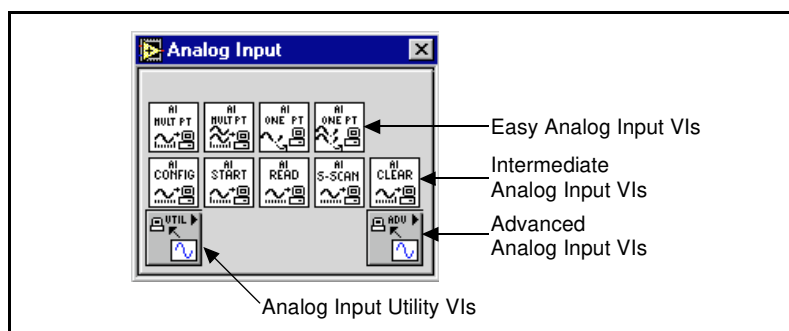 Analog Input
AI MULT PT AI MULT PT AI ONE PT AI ONE PT
Easy Analog Input VIs
AI CONFIG AI START AI READ AI S-SCAN AI CLEAR
Intermediate
Analog Input VIs
UTIL ADV
Advanced
Analog Input VIs
Analog Input Utility VIs